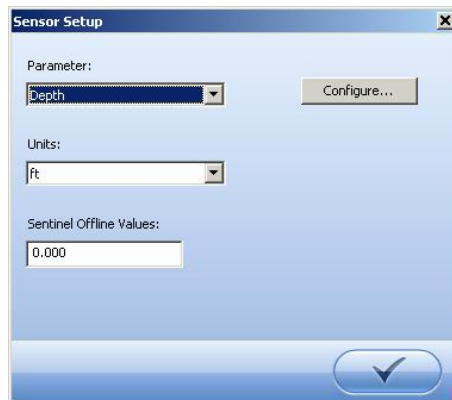 Sensor Setup
Parameter:
Depth
Configure...
Units:
ft
Sentinel Offline Values:
0.000